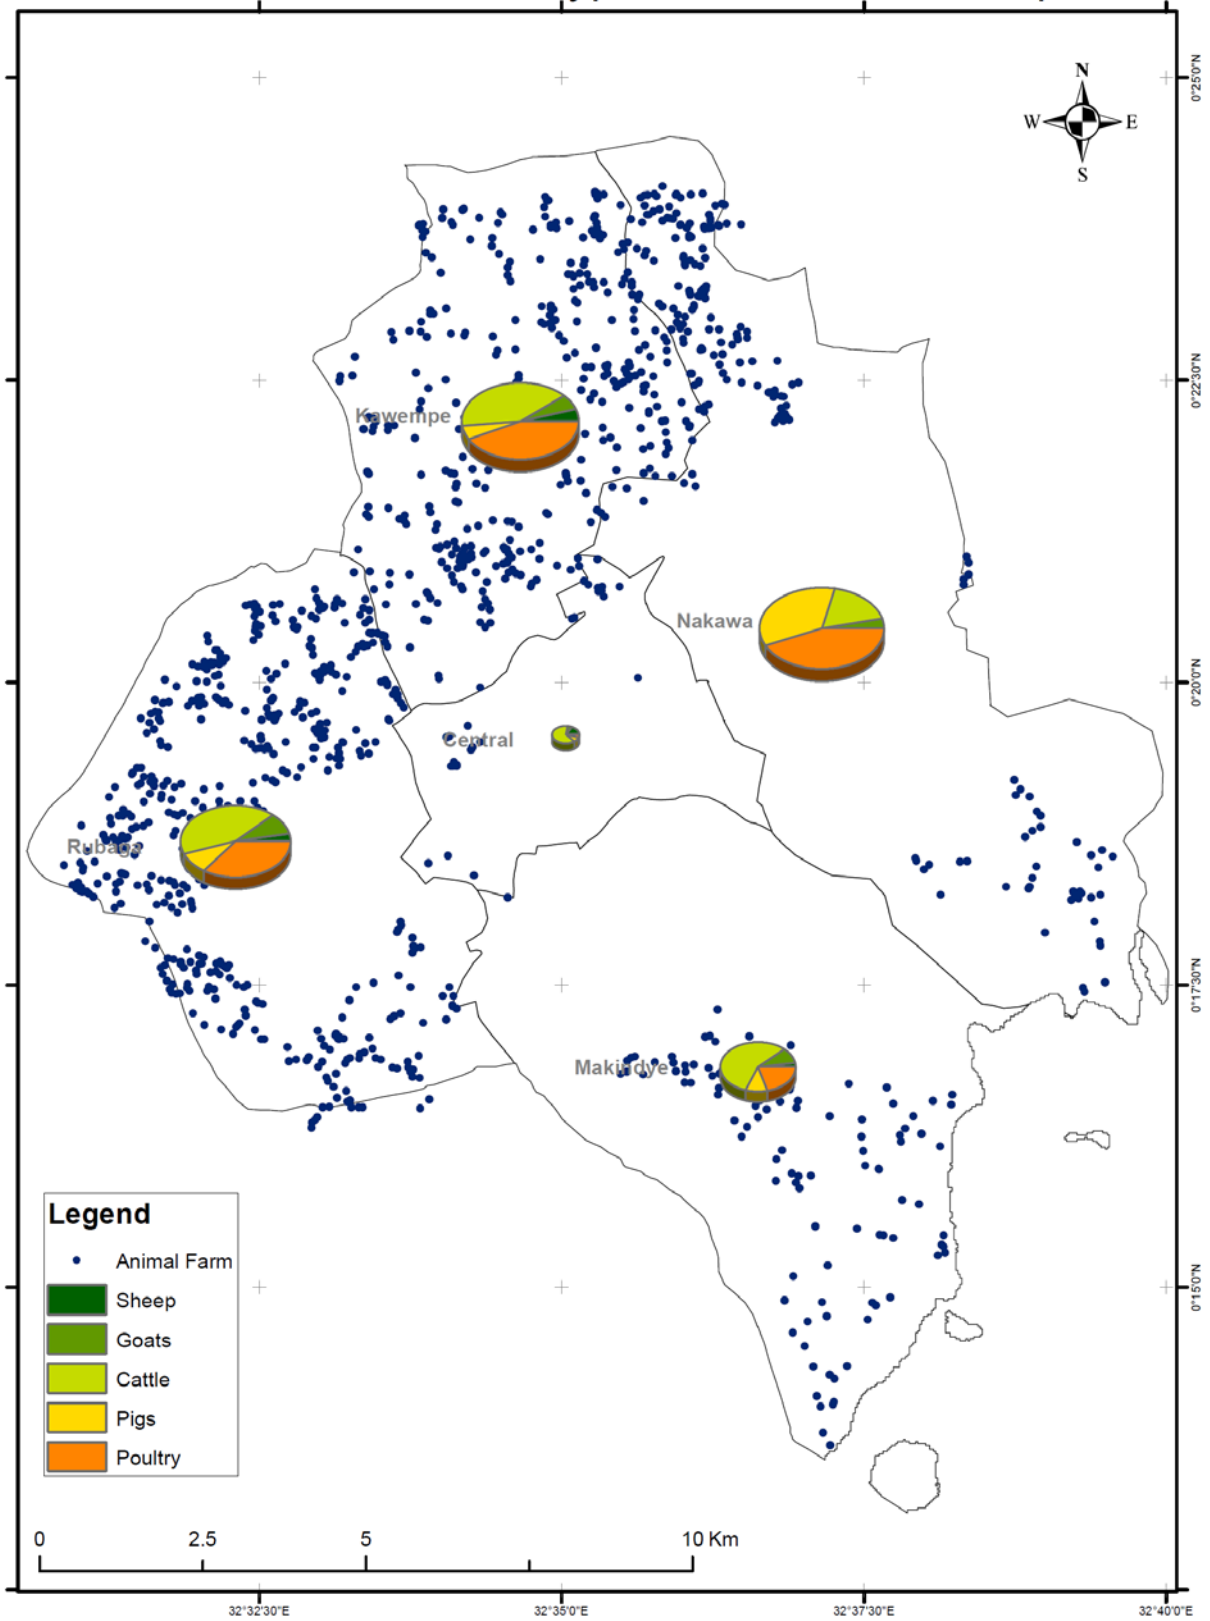 N
W E
S
0°25'0"N
0°22'30"N
Kawempe
Nakawa
0°20'0"N
Central
Rubaga
0°17'30"N
Makindye
0°15'0"N
Legend
Animal Farm
Sheep
Goats
Cattle
Pigs
Poultry
0 2.5 5 10 Km
32°32'30"E 32°35'0"E 32°37'30"E 32°40'0"E